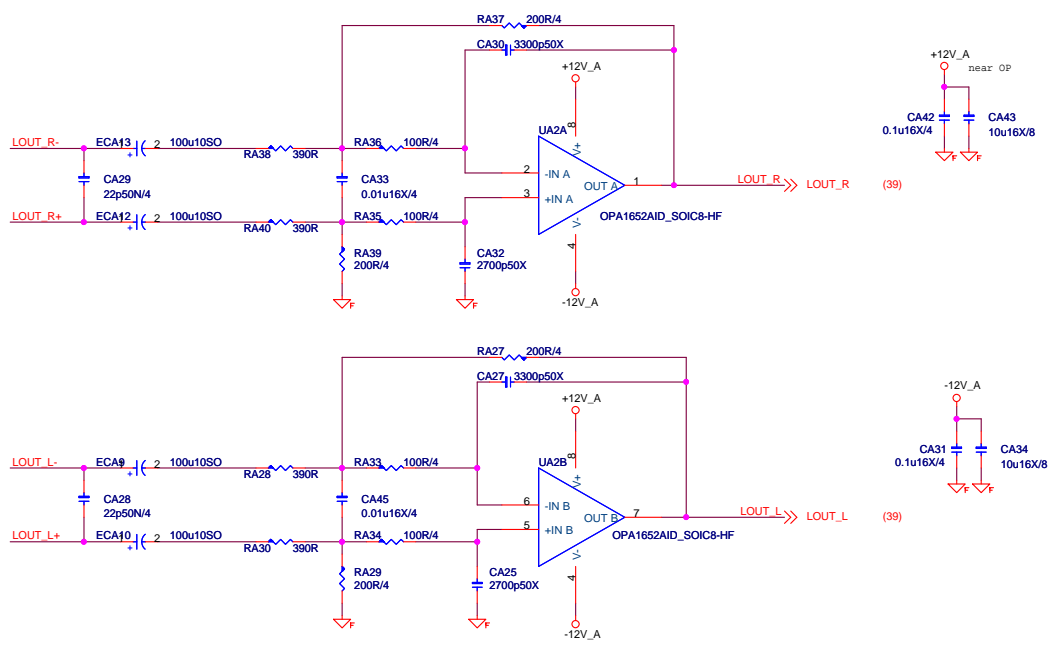 RA37 200R/4
CA30 3300p50X
+12V_A
+12V_A
near OP
8
UA2A
V+
CA42
0.1u16X/4
CA43
10u16X/8
F F
LOUT_R-
ECA13
1 2
+
100u10SO
RA38 390R
RA36 100R/4
2 -IN A
3 +IN A
OUT A 1
LOUT_R
LOUT_R
(39)
CA29
22p50N/4
CA33
0.01u16X/4
LOUT_R+
ECA12
1 2
+
100u10SO
RA40 390R
RA35 100R/4
OPA1652AID_SOIC8-HF
V-
4
RA39
200R/4
CA32
2700p50X
F F
-12V_A
RA27 200R/4
CA27 3300p50X
+12V_A
-12V_A
8
UA2B
V+
CA31
0.1u16X/4
CA34
10u16X/8
F F
LOUT_L-
ECA9
1 2
+
100u10SO
RA28 390R
RA33 100R/4
6 -IN B
5 +IN B
OUT B 7
LOUT_L
LOUT_L
(39)
CA28
22p50N/4
CA45
0.01u16X/4
LOUT_L+
ECA10
1 2
+
100u10SO
RA30 390R
RA34 100R/4
OPA1652AID_SOIC8-HF
V-
4
RA29
200R/4
CA25
2700p50X
F F
-12V_A